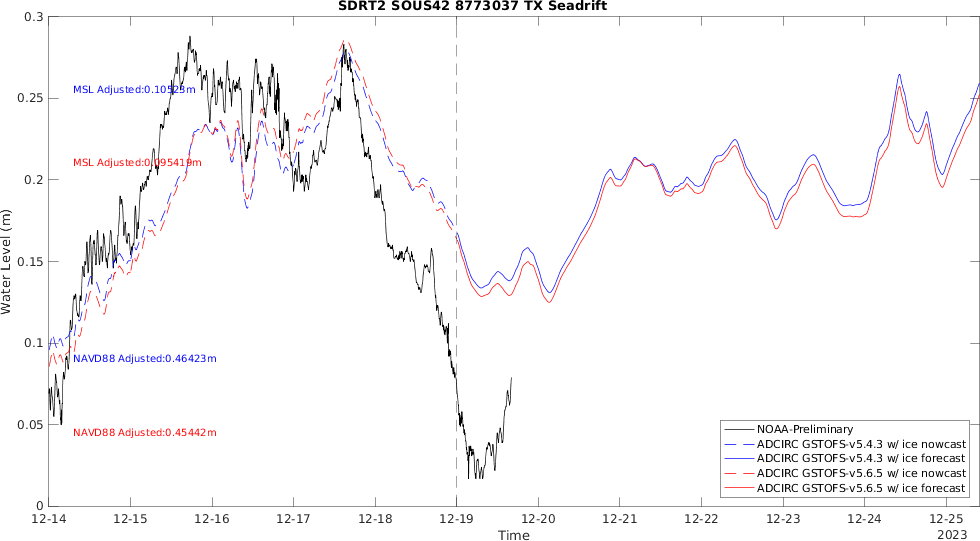 SDRT2 SOUS42 8773037 TX Seadrift
0.3
0.25
0.2
0.15
0.1
0.05
0
Water Level (m)
MSL Adjusted:0.10523m
MSL Adjusted:0.095419m
NAVD88 Adjusted:0.46423m
NAVD88 Adjusted:0.45442m
NOAA-Preliminary
ADCIRC GSTOFS-v5.4.3 w/ ice nowcast
ADCIRC GSTOFS-v5.4.3 w/ ice forecast
ADCIRC GSTOFS-v5.6.5 w/ ice nowcast
ADCIRC GSTOFS-v5.6.5 w/ ice forecast
12-14 12-15 12-16 12-17 12-18 12-19 12-20 12-21 12-22 12-23 12-24 12-25
Time 2023